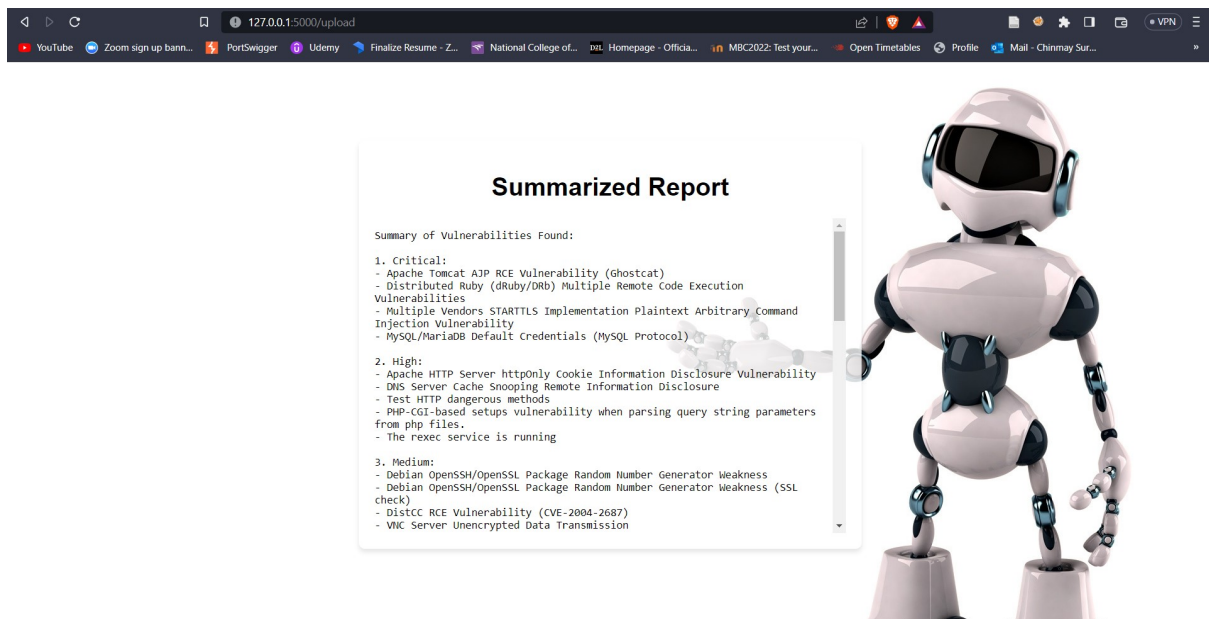 127.0.0.1:5000/upload
VPN
YouTube
Zoom sign up bann...
PortSwigger
Udemy
Finalize Resume - Z...
National College of...
D2L Homepage - Officia...
MBC2022: Test your...
Open Timetables
Profile
Mail - Chinmay Sur...
»
Summarized Report
Summary of Vulnerabilities Found:
1. Critical:
- Apache Tomcat AJP RCE Vulnerability (Ghostcat)
- Distributed Ruby (dRuby/DRb) Multiple Remote Code Execution
Vulnerabilities
- Multiple Vendors STARTTLS Implementation Plaintext Arbitrary Command
Injection Vulnerability
- MySQL/MariaDB Default Credentials (MySQL Protocol)
2. High:
- Apache HTTP Server httpOnly Cookie Information Disclosure Vulnerability
- DNS Server Cache Snooping Remote Information Disclosure
- Test HTTP dangerous methods
- PHP-CGI-based setups vulnerability when parsing query string parameters
from php files.
- The rexec service is running
3. Medium:
- Debian OpenSSH/OpenSSL Package Random Number Generator Weakness
- Debian OpenSSH/OpenSSL Package Random Number Generator Weakness (SSL
check)
- DistCC RCE Vulnerability (CVE-2004-2687)
- VNC Server Unencrypted Data Transmission